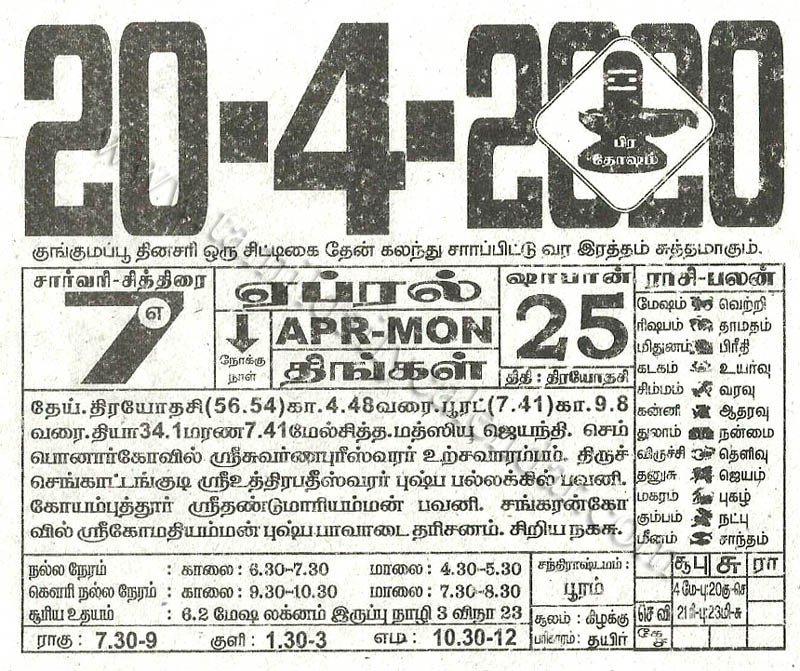 20-4-2020
பிர
தோஷம்
குங்குமப்பூ தினசரி ஒரு சிட்டிகை தேன் கலந்து சாப்பிட்டு வர இரத்தம் சுத்தமாகும்.
சார்வரி-சித்திரை
7
எ
நோக்கு
நாள்
ஏப்ரல்
APR-MON
திங்கள்
ஷாபான்
25
திதி : திரயோதசி
ராசி-பலன்
மேஷம் வெற்றி
ரிஷபம் தாமதம்
மிதுனம் பிரீதி
கடகம் உயர்வு
சிம்மம் வரவு
கன்னி ஆதரவு
துலாம் நன்மை
விருச்சி தெளிவு
தனுசு ஜெயம்
மகரம் புகழ்
கும்பம் நட்பு
மீனம் சாந்தம்
தேய்.திரயோதசி(56.54)கா.4.48வரை.பூரட்(7.41)கா.9.8
வரை.தியா34.1மரண7.41மேல்சித்த.மத்ஸிய ஜெயந்தி. செம்
பொனார்கோவில் ஸ்ரீசுவர்ணபுரீஸ்வரர் உற்சவாரம்பம். திருச்
செங்காட்டங்குடி ஸ்ரீஉத்திரபதீஸ்வரர் புஷ்ப பல்லக்கில் பவனி.
கோயம்புத்தூர் ஸ்ரீதண்டுமாரியம்மன் பவனி. சங்கரன்கோ
வில் ஸ்ரீகோமதியம்மன் புஷ்ப பாவாடை தரிசனம். சிறிய நகசு.
நல்ல நேரம் : காலை: 6.30-7.30 மாலை: 4.30-5.30
கௌரி நல்ல நேரம் : காலை: 9.30-10.30 மாலை: 7.30-8.30
சூரிய உதயம் : 6.2 மேஷ லக்னம் இருப்பு நாழி 3 விநா 23
ராகு : 7.30-9 குளி : 1.30-3 எம : 10.30-12
சந்திராஷ்டமம் :
பூரம்
சூலம் : கிழக்கு
பரிகாரம் : தயிர்
சூ பு சு ரா
செ வி
கே